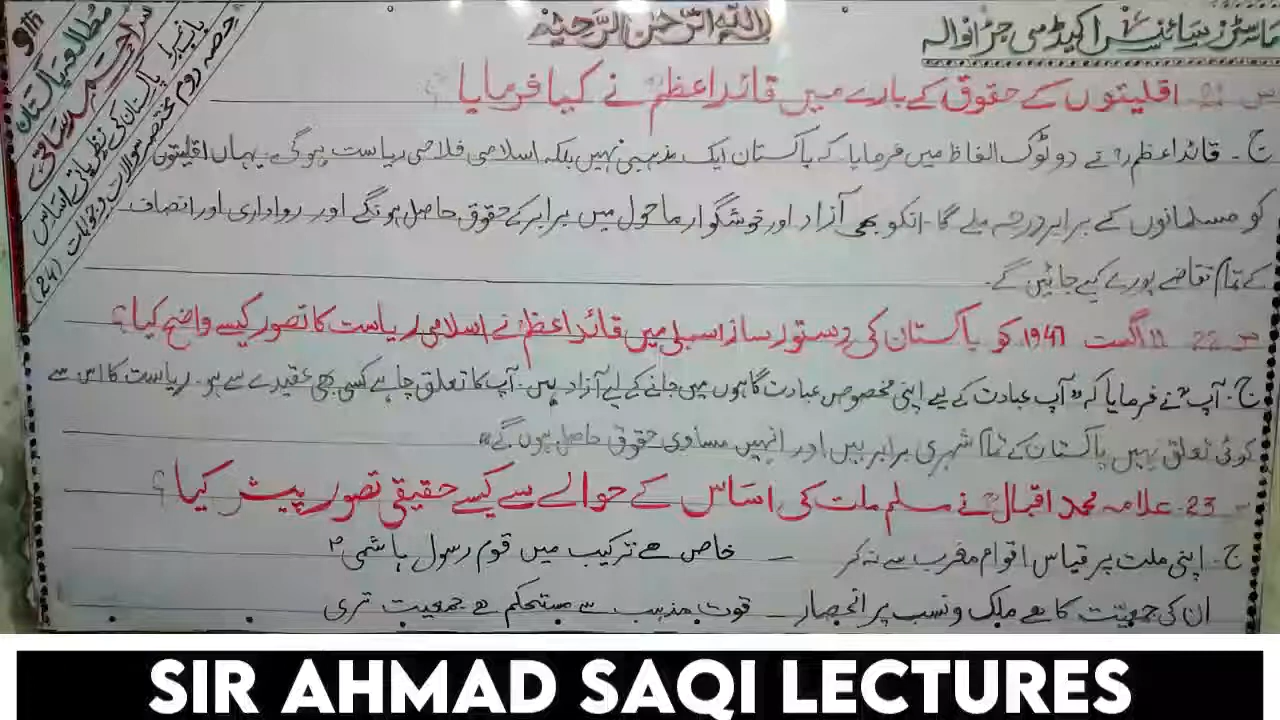 ماسٹرز سائنس اکیڈمی جڑانوالہ
بسم اللہ الرحمٰن الرحیم
9th
مطالعہ پاکستان
سر احمد ساقی
باب نمبر 1 پاکستان کی نظریاتی اساس
حصہ دوم مختصر سوالات و جوابات (24)
س 21 - اقلیتوں کے حقوق کے بارے میں قائداعظمؒ نے کیا فرمایا؟
ج - قائداعظمؒ نے دوٹوک الفاظ میں فرمایا کہ پاکستان ایک مذہبی نہیں بلکہ اسلامی فلاحی ریاست ہوگی۔ یہاں اقلیتوں
کو مسلمانوں کے برابر درجہ ملے گا۔ انکو بھی آزاد اور خوشگوار ماحول میں برابر کے حقوق حاصل ہونگے اور رواداری اور انصاف
کے تمام تقاضے پورے کیے جائیں گے۔
س 22 - 11 اگست 1947 کو پاکستان کی دستور ساز اسمبلی میں قائداعظمؒ نے اسلامی ریاست کا تصور کیسے واضح کیا؟
ج - آپؒ نے فرمایا کہ "آپ عبادت کے لیے اپنی مخصوص عبادت گاہوں میں جانے کے لیے آزاد ہیں۔ آپ کا تعلق چاہے کسی بھی عقیدے سے ہو۔ ریاست کا اس سے
کوئی تعلق نہیں پاکستان کے تمام شہری برابر ہیں اور انہیں مساوی حقوق حاصل ہوں گے"
س 23 - علامہ محمد اقبالؒ نے مسلم ملت کی اساس کے حوالے سے کیسے حقیقی تصور پیش کیا؟
ج - اپنی ملت پر قیاس اقوام مغرب سے نہ کر — خاص ہے ترکیب میں قوم رسول ہاشمیؐ
ان کی جمعیّت کا ہے ملک و نسب پر انحصار — قوت مذہب سے مستحکم ہے جمعیت تری
SIR AHMAD SAQI LECTURES